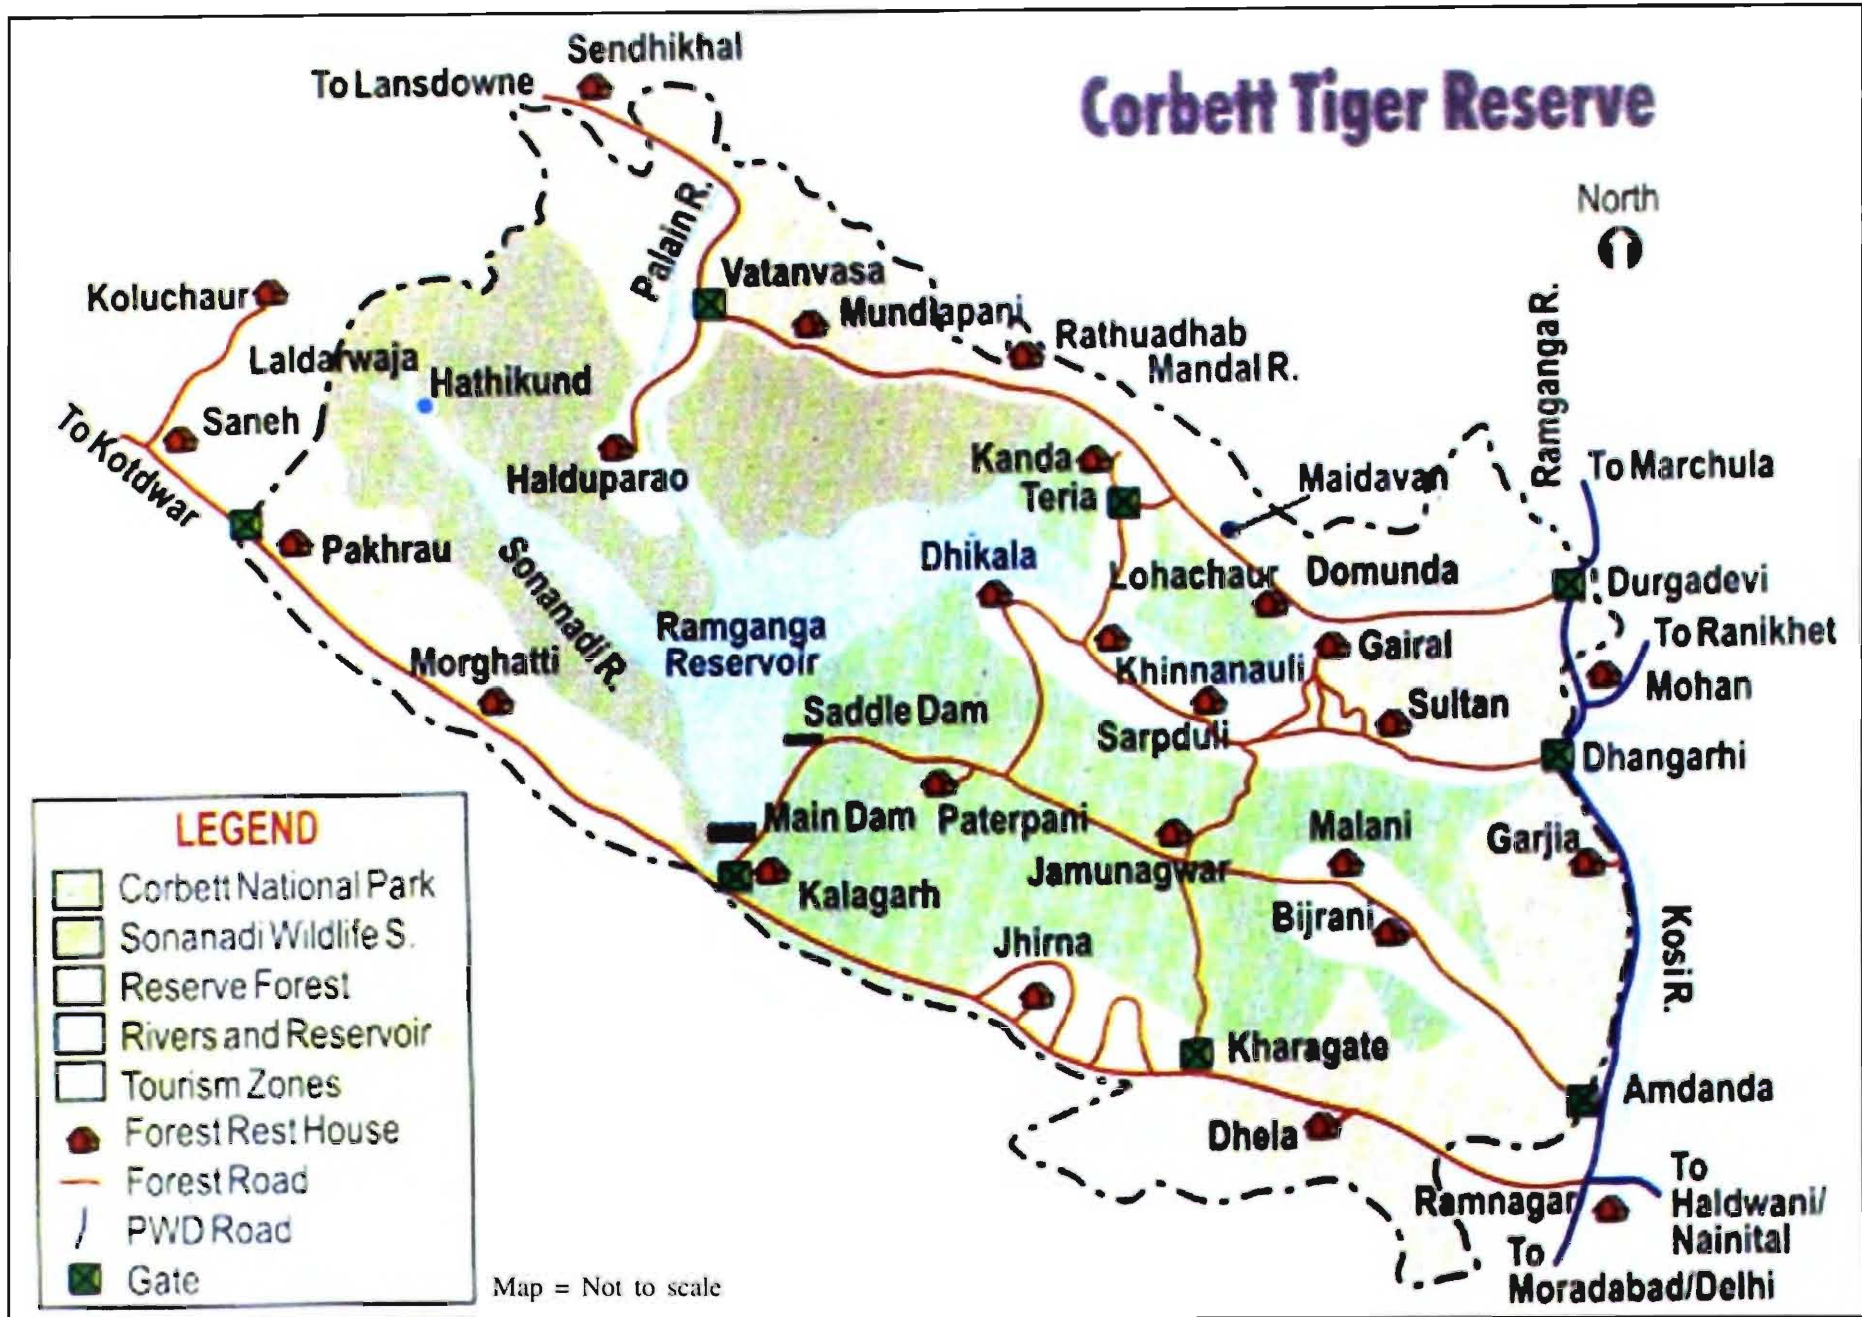 Sendhikhal
To Lansdowne
Corbett Tiger Reserve
North
Palain R.
Vatanvasa
Koluchaur
Mundlapani
Ramganga R.
Rathuadhab
Laldarwaja
Mandal R.
Hathikund
Saneh
To Kotdwar
Kanda
To Marchula
Halduparao
Teria
Maidavan
Pakhrau
Sonanadi R.
Dhikala
Lohachaur
Domunda
Durgadevi
Ramganga
Reservoir
To Ranikhet
Morghatti
Khinnanauli
Gairal
Mohan
Saddle Dam
Sarpduli
Sultan
Dhangarhi
Main Dam
Paterpani
Malani
Garjia
Jamunagwar
Kalagarh
Bijrani
Kosi R.
Jhirna
Kharagate
Amdanda
Dhela
Ramnagar
To
Haldwani/
Nainital
To
Moradabad/Delhi
LEGEND
Corbett National Park
Sonanadi Wildlife S.
Reserve Forest
Rivers and Reservoir
Tourism Zones
Forest Rest House
Forest Road
PWD Road
Gate
Map = Not to scale